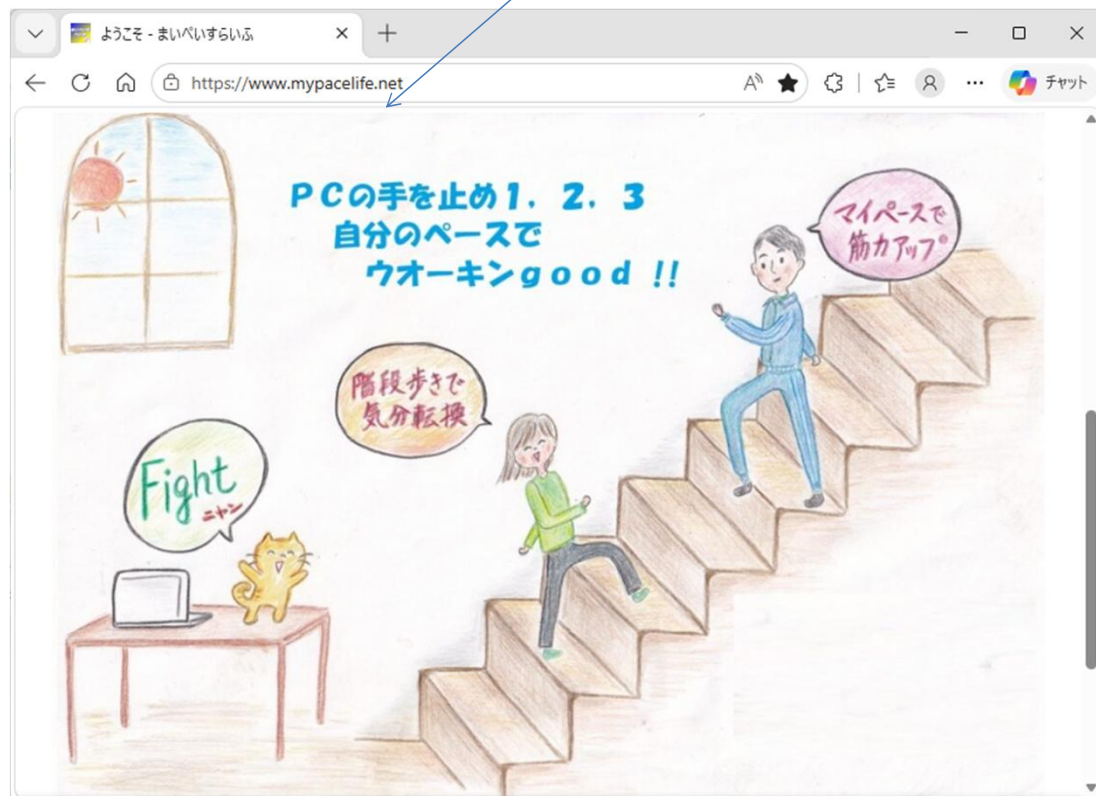 ようこそ - まいぺいすらいふ
https://www.mypacelife.net
チャット
PCの手を止め1．2．3
自分のペースで
ウオーキンgood !!
マイペースで
筋力アップ
階段歩きで
気分転換
Fight
ニャン